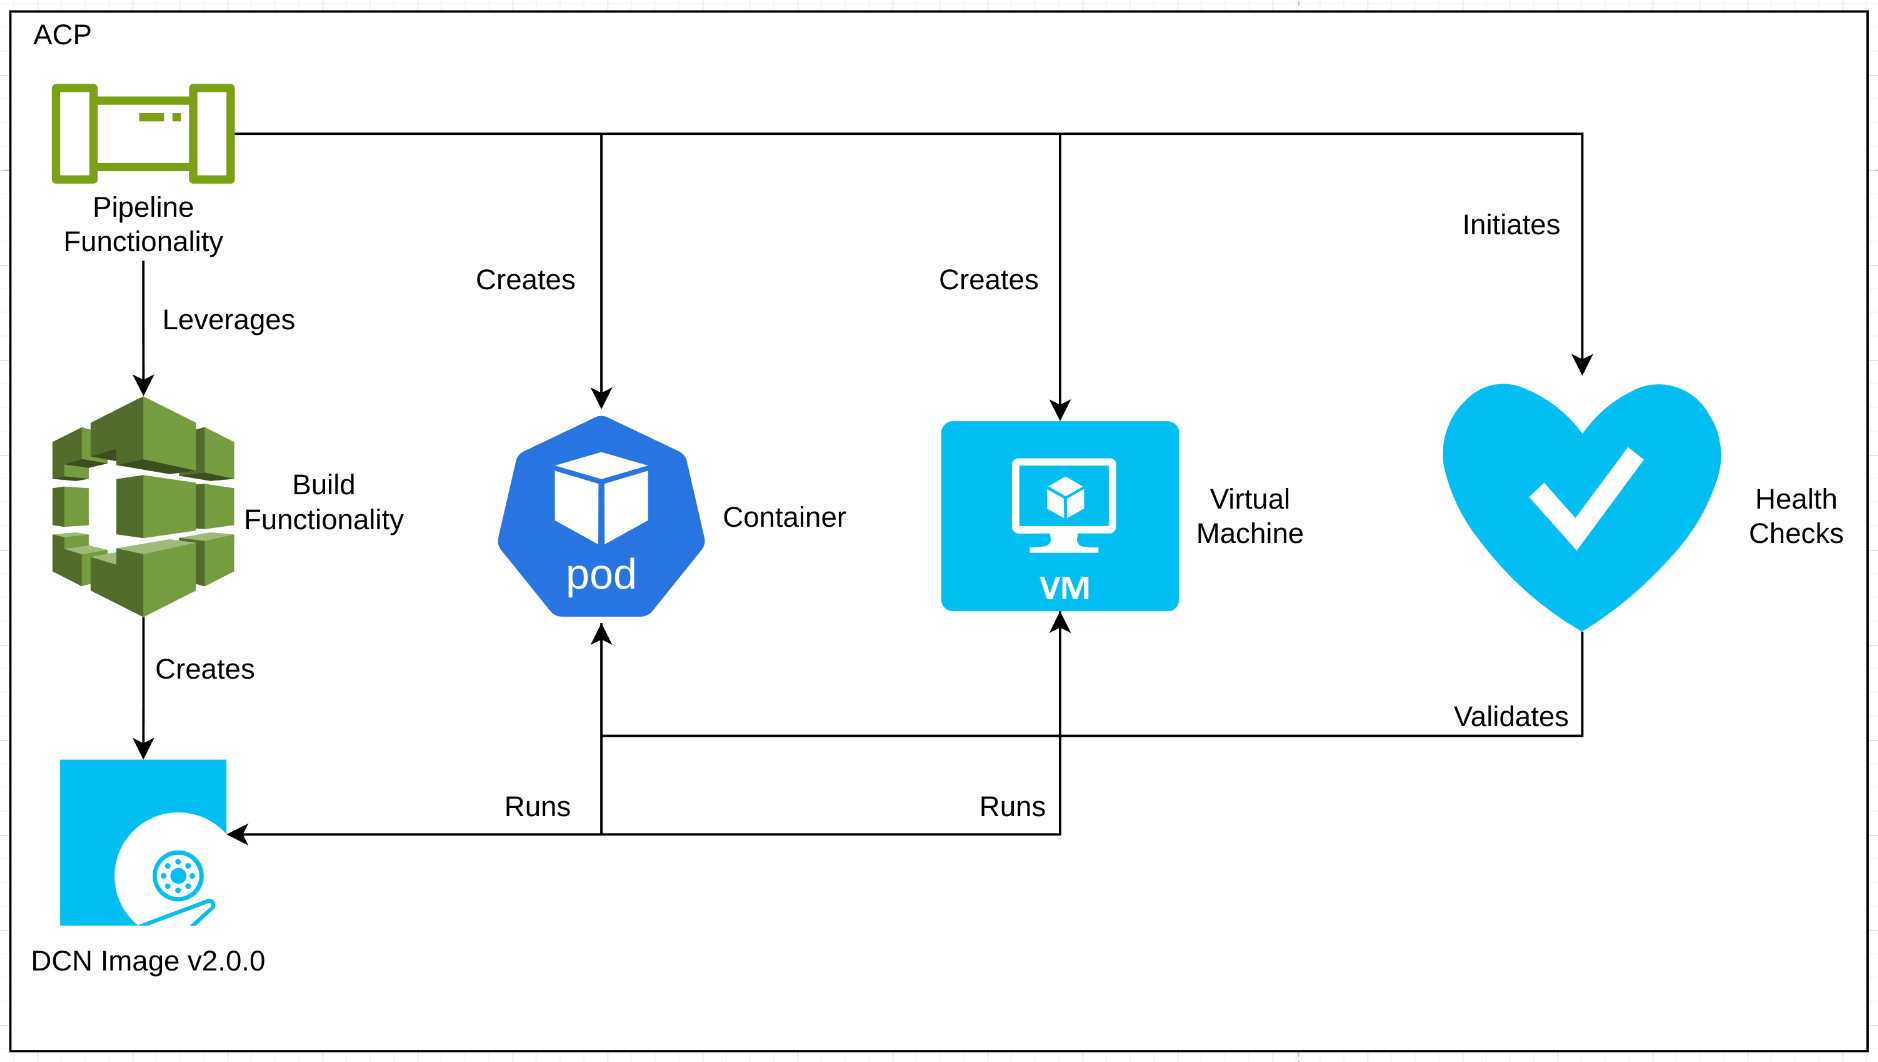 ACP
Pipeline
Functionality
Initiates
Creates
Creates
Leverages
Build
Functionality
pod
Container
VM
Virtual
Machine
Health
Checks
Creates
Validates
Runs
Runs
DCN Image v2.0.0